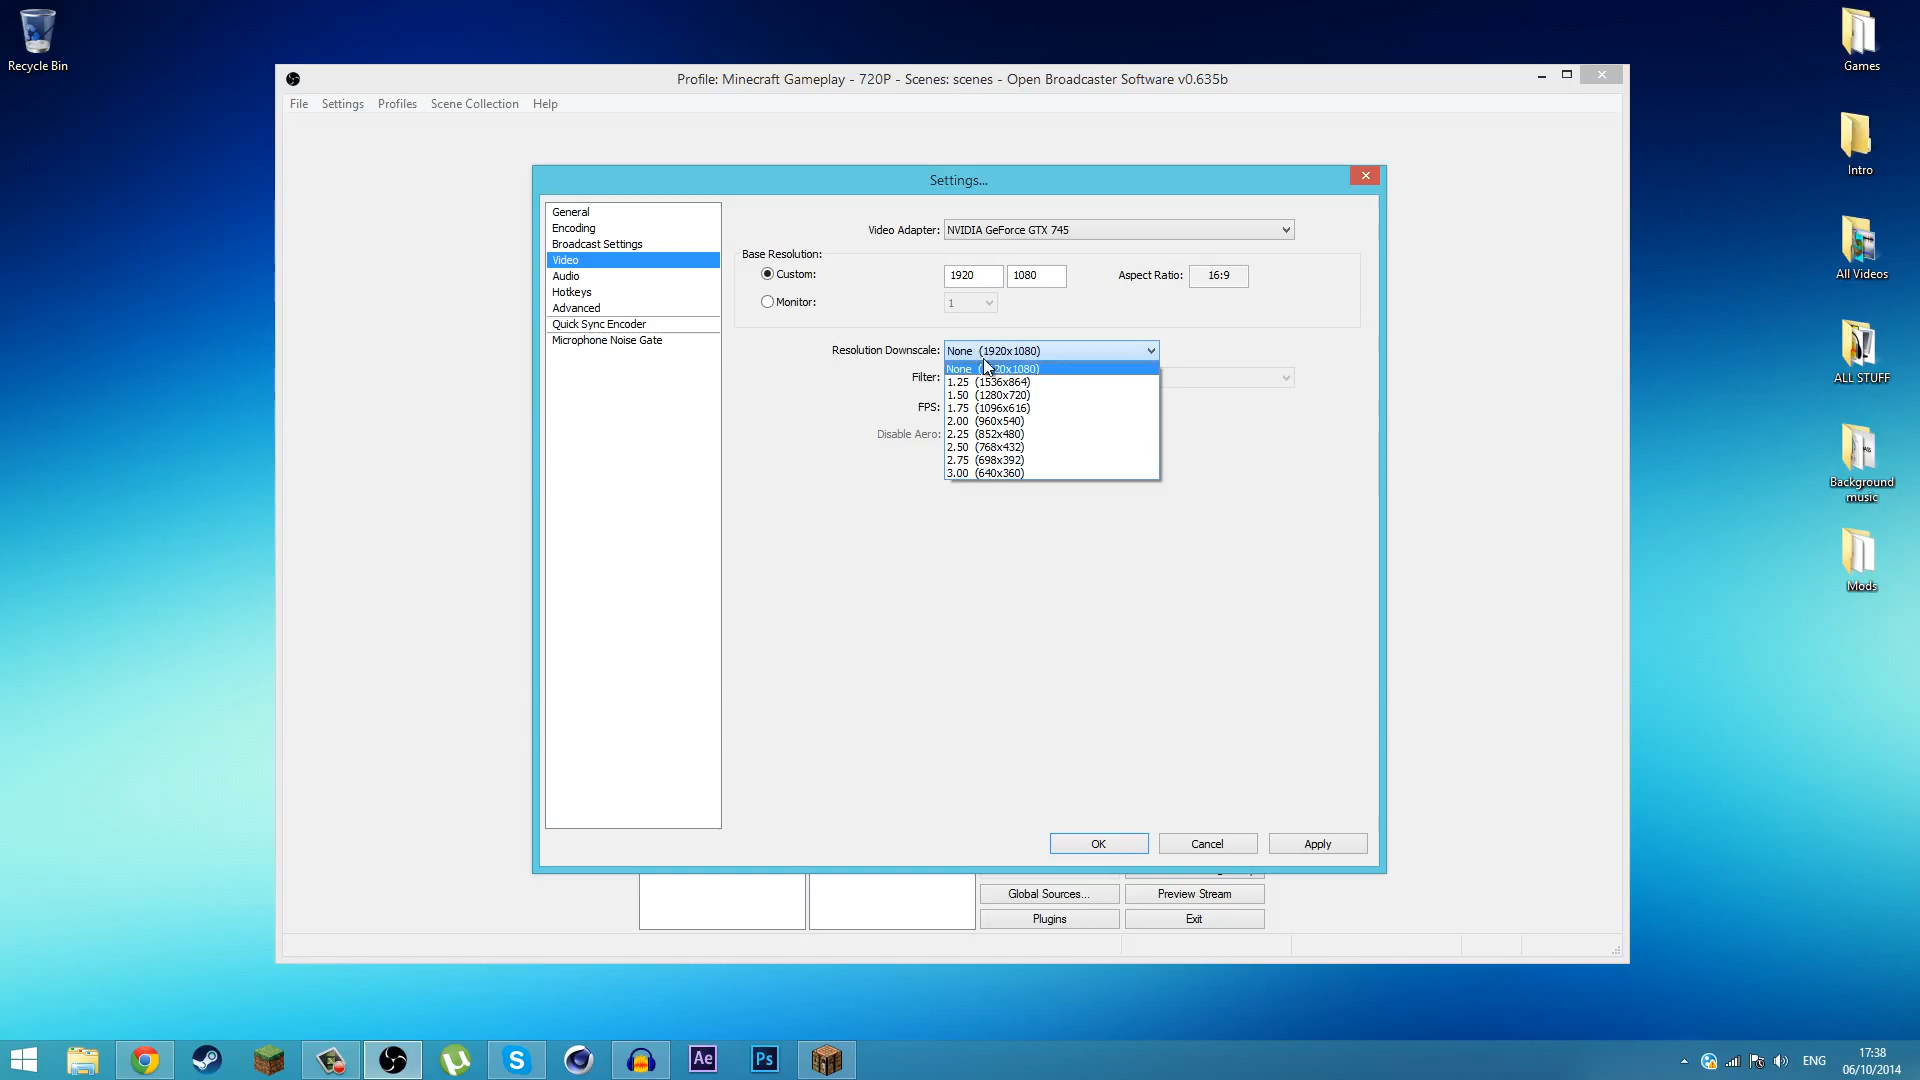 Recycle Bin
Games
Intro
All Videos
ALL STUFF
Background
music
Mods
Profile: Minecraft Gameplay - 720P - Scenes: scenes - Open Broadcaster Software v0.635b
File Settings Profiles Scene Collection Help
Settings...
General
Encoding
Broadcast Settings
Video
Audio
Hotkeys
Advanced
Quick Sync Encoder
Microphone Noise Gate
Video Adapter: NVIDIA GeForce GTX 745
Base Resolution:
Custom: 1920 1080 Aspect Ratio: 16:9
Monitor: 1
Resolution Downscale: None (1920x1080)
None
1.25 (1536x864)
1.50 (1280x720)
1.75 (1096x616)
2.00 (960x540)
2.25 (852x480)
2.50 (768x432)
2.75 (698x392)
3.00 (640x360)
Filter:
FPS:
Disable Aero:
OK Cancel Apply
Global Sources... Preview Stream
Plugins Exit
Ae Ps
ENG
17:38
06/10/2014